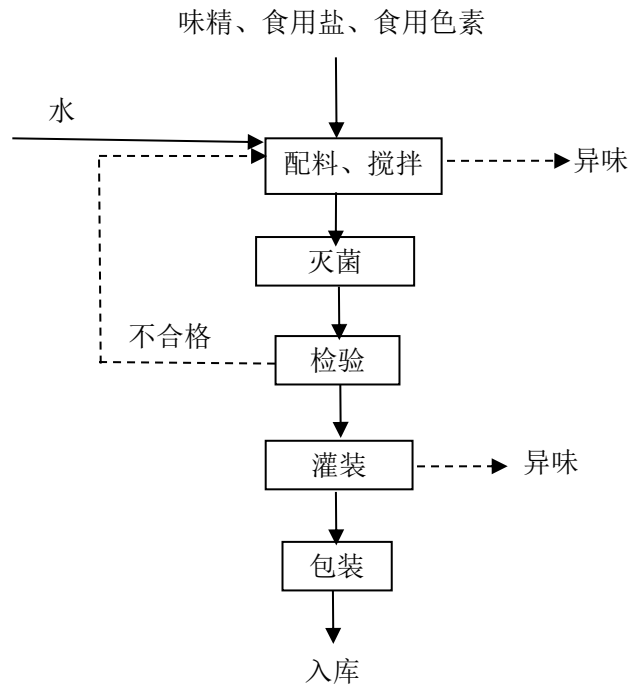 味精、食用盐、食用色素
水
配料、搅拌
异味
灭菌
不合格
检验
灌装
异味
包装
入库